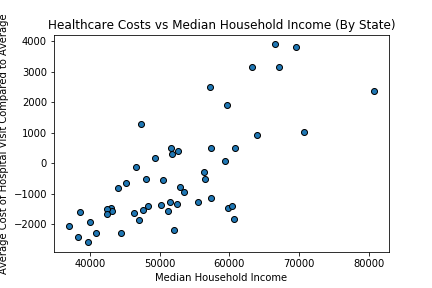 Healthcare Costs vs Median Household Income (By State)
Average Cost of Hospital Visit Compared to Average
4000
3000
2000
1000
0
−1000
−2000
40000 50000 60000 70000 80000
Median Household Income